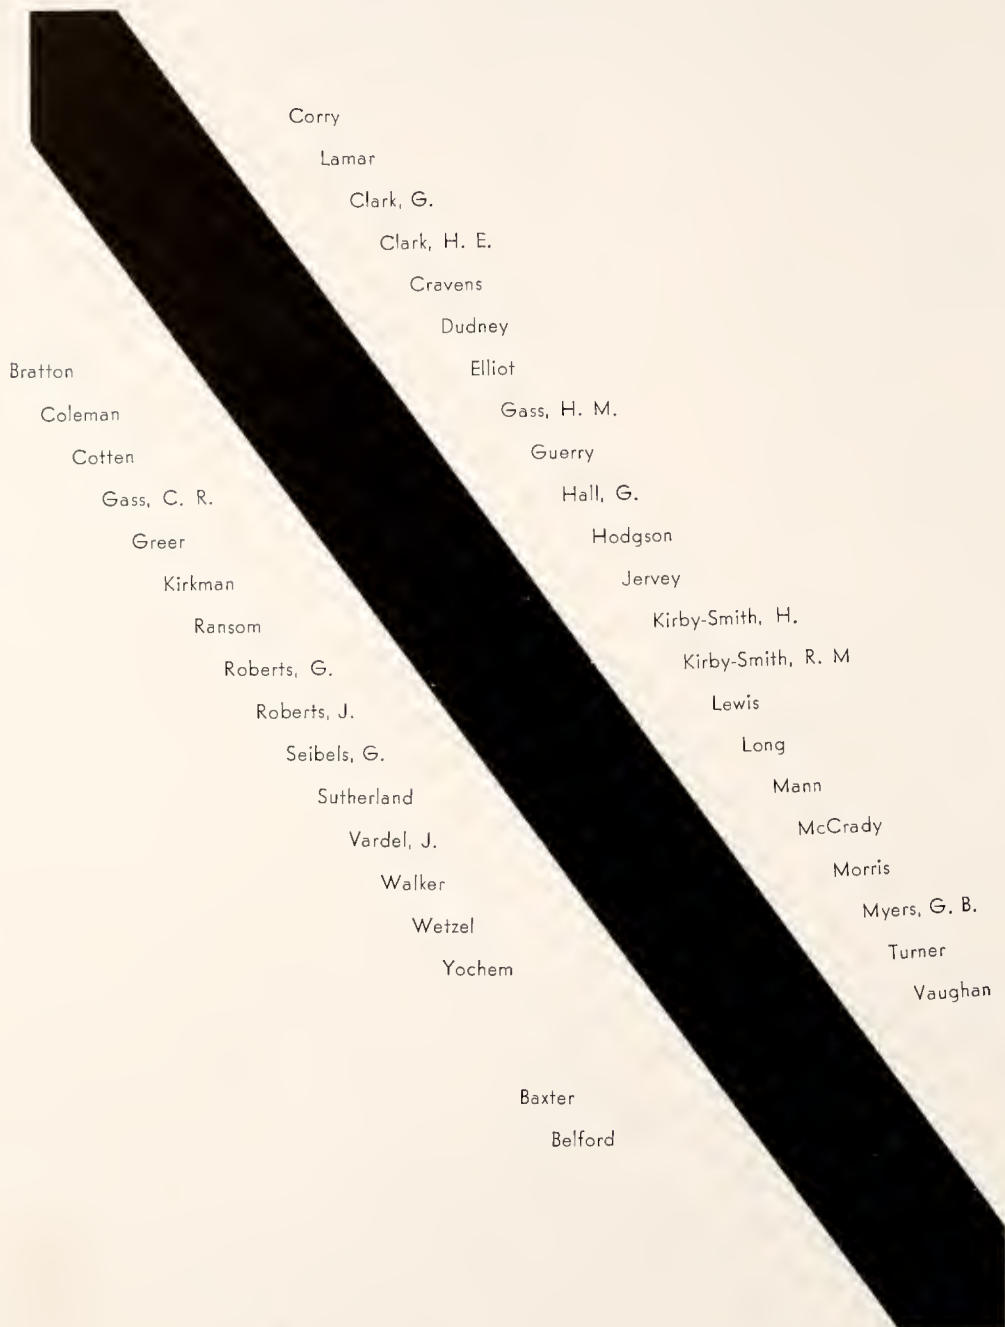 Corry
Lamar
Clark, G.
Clark, H. E.
Cravens
Dudney
Elliot
Gass, H. M.
Guerry
Hall, G.
Hodgson
Jervey
Kirby-Smith, H.
Kirby-Smith, R. M
Lewis
Long
Mann
McCrady
Morris
Myers, G. B.
Turner
Vaughan
Bratton
Coleman
Cotten
Gass, C. R.
Greer
Kirkman
Ransom
Roberts, G.
Roberts, J.
Seibels, G.
Sutherland
Vardel, J.
Walker
Wetzel
Yochem
Baxter
Belford